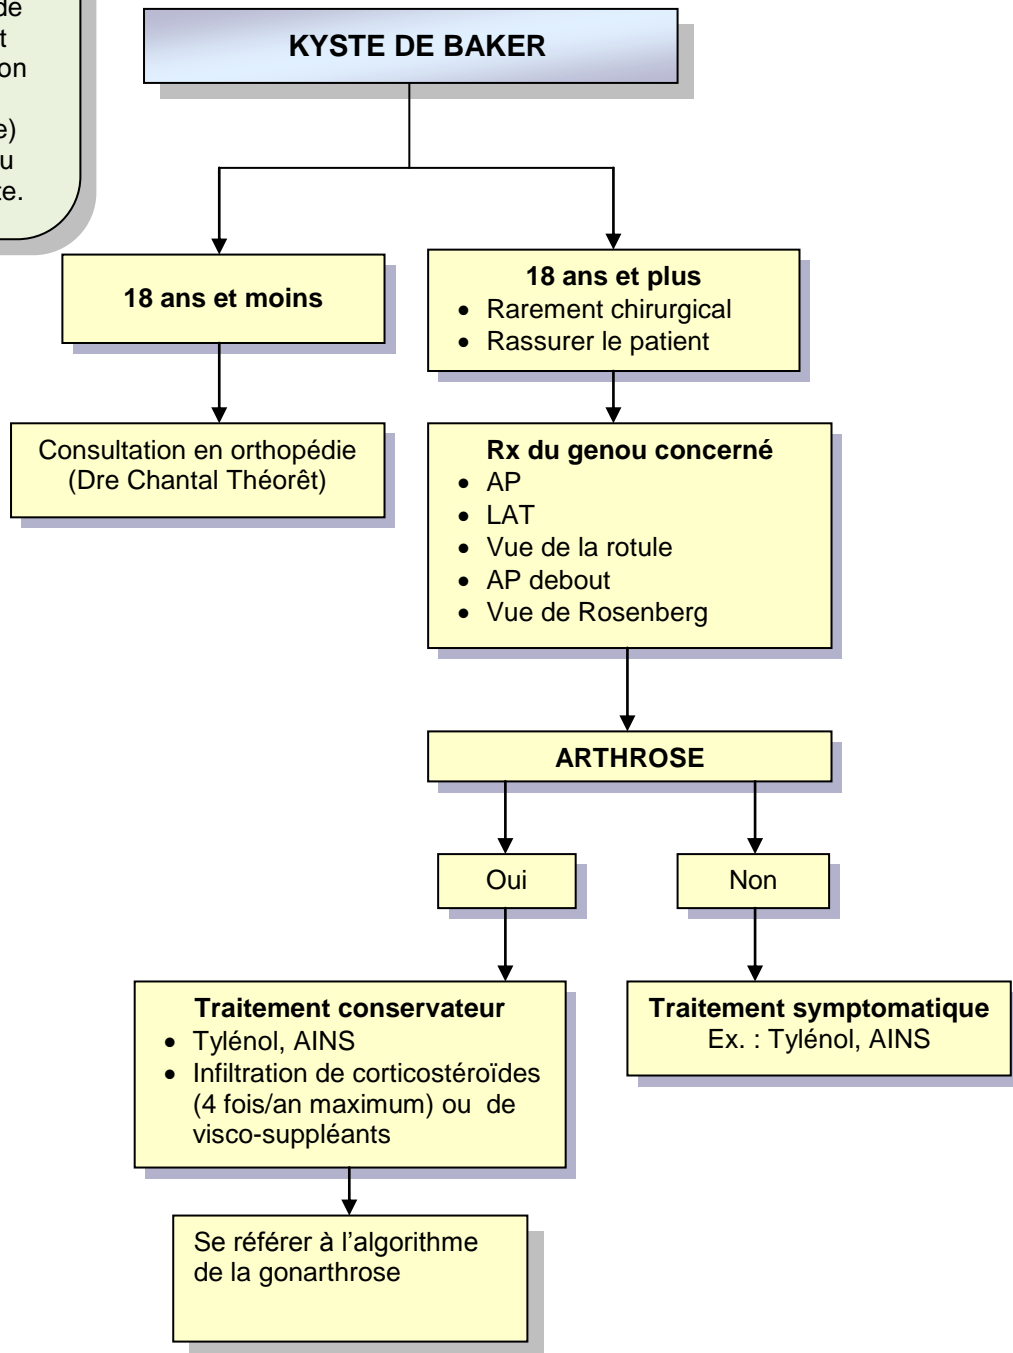 de
t
on
e)
u
te.
KYSTE DE BAKER
18 ans et moins
18 ans et plus
• Rarement chirurgical
• Rassurer le patient
Consultation en orthopédie
(Dre Chantal Théorêt)
Rx du genou concerné
• AP
• LAT
• Vue de la rotule
• AP debout
• Vue de Rosenberg
ARTHROSE
Oui
Non
Traitement conservateur
• Tylénol, AINS
• Infiltration de corticostéroïdes
(4 fois/an maximum) ou de
visco-suppléants
Traitement symptomatique
Ex. : Tylénol, AINS
Se référer à l'algorithme
de la gonarthrose